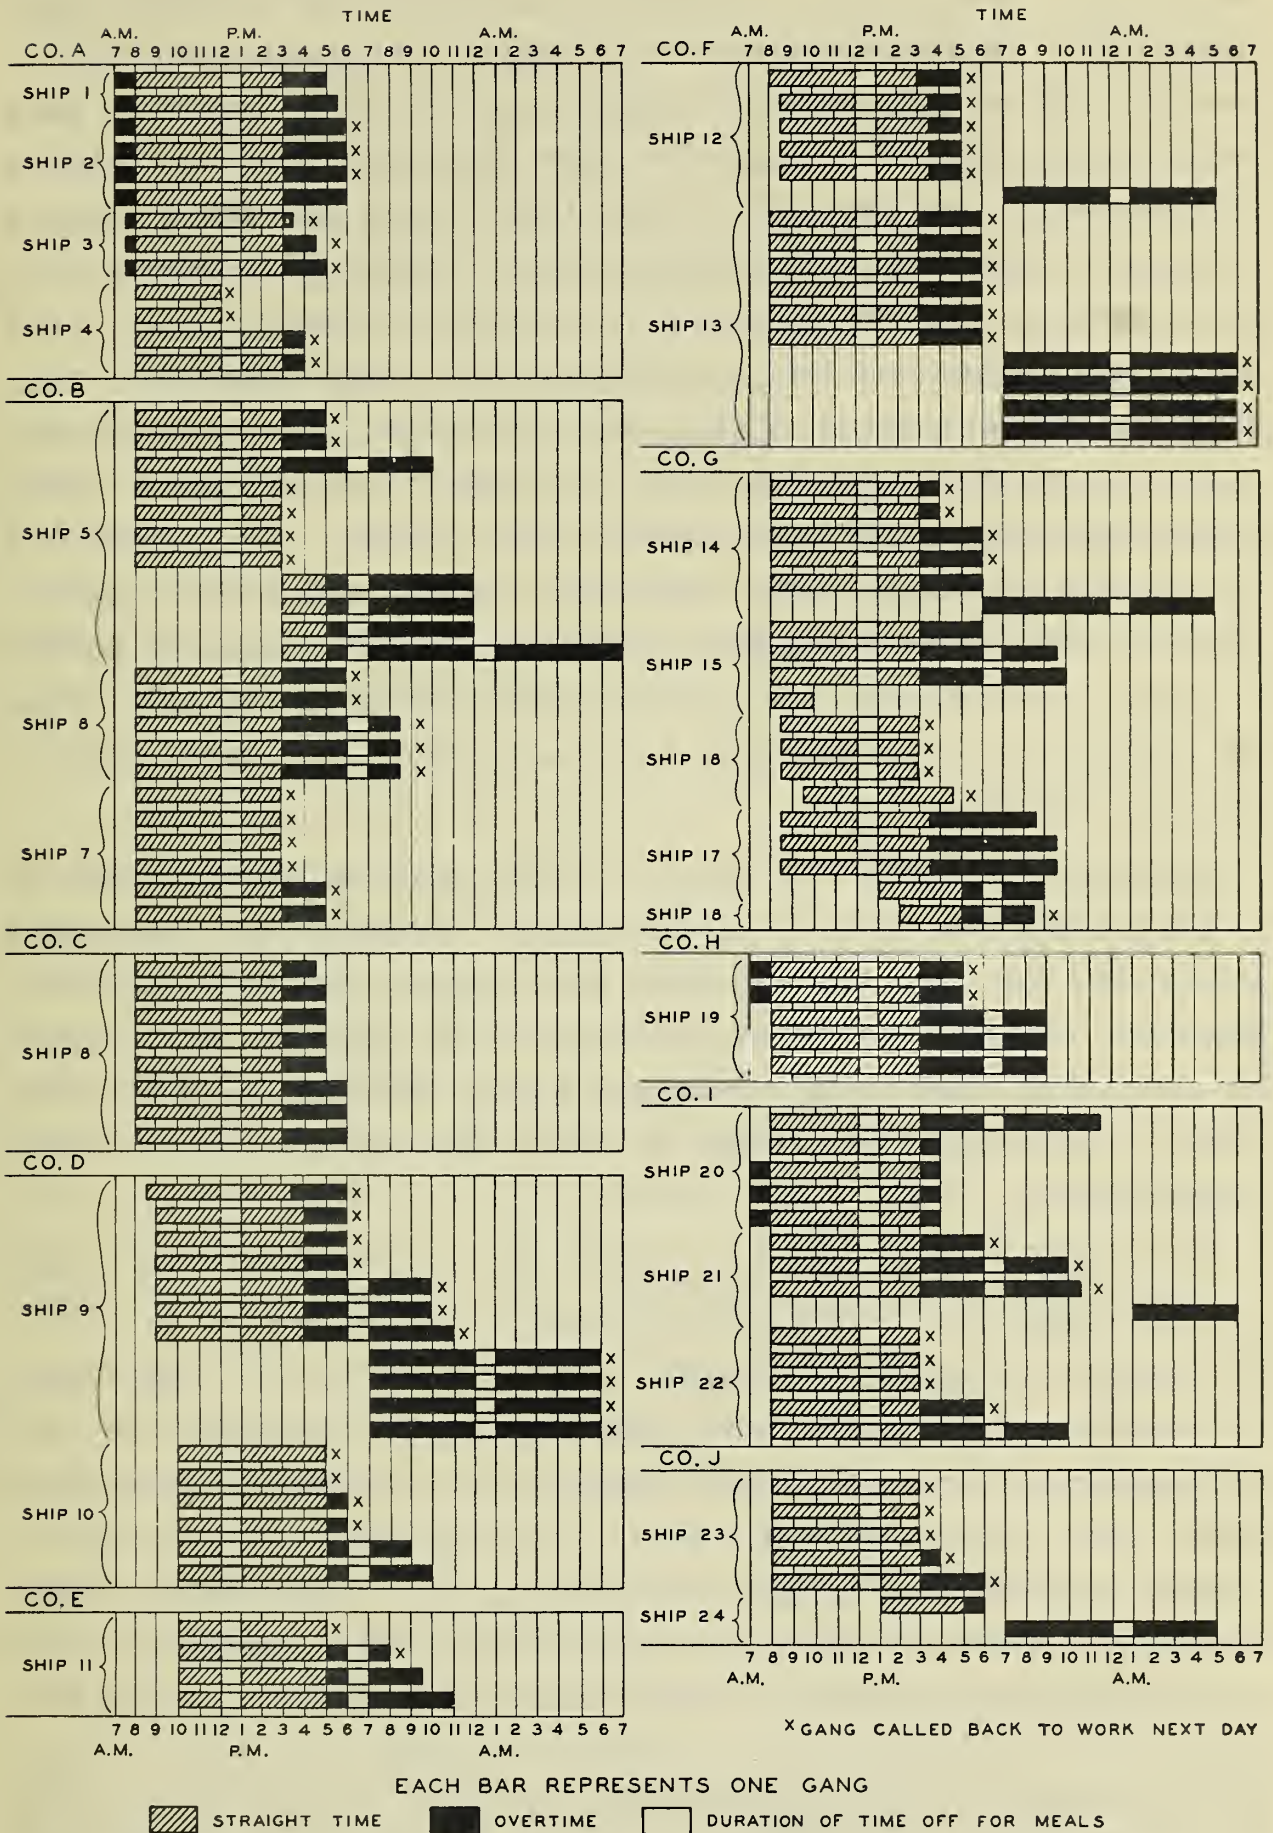 TIME
A.M. P.M. A.M.
CO. A 7 8 9 10 11 12 1 2 3 4 5 6 7 8 9 10 11 12 1 2 3 4 5 6 7
SHIP 1
X
SHIP 2
X
X
X
SHIP 3
X
X
X
SHIP 4
X
X
X
CO. B
X
X
X
X
SHIP 5
X
X
X
X
SHIP 8
X
X
X
X
X
SHIP 7
X
X
X
X
CO. C
SHIP 8
CO. D
X
X
X
X
X
SHIP 9
X
X
X
X
X
X
X
X
X
SHIP 10
X
CO. E
X
X
SHIP 11
7 8 9 10 11 12 1 2 3 4 5 6 7 8 9 10 11 12 1 2 3 4 5 6 7
A.M. P.M. A.M.
TIME
A.M. P.M. A.M.
CO. F 7 8 9 10 11 12 1 2 3 4 5 6 7 8 9 10 11 12 1 2 3 4 5 6 7
X
X
X
SHIP 12
X
X
X
X
X
X
X
SHIP 13
X
X
X
X
X
CO. G
X
X
X
SHIP 14
X
SHIP 15
X
X
SHIP 18
X
X
SHIP 17
SHIP 18 X
CO. H
X
X
SHIP 19
CO. I
SHIP 20
X
X
SHIP 21
X
X
X
X
SHIP 22
X
CO. J
X
X
SHIP 23
X
X
X
SHIP 24
7 8 9 10 11 12 1 2 3 4 5 6 7 8 9 10 11 12 1 2 3 4 5 6 7
A.M. P.M. A.M.
X GANG CALLED BACK TO WORK NEXT DAY
EACH BAR REPRESENTS ONE GANG
STRAIGHT TIME OVERTIME DURATION OF TIME OFF FOR MEALS